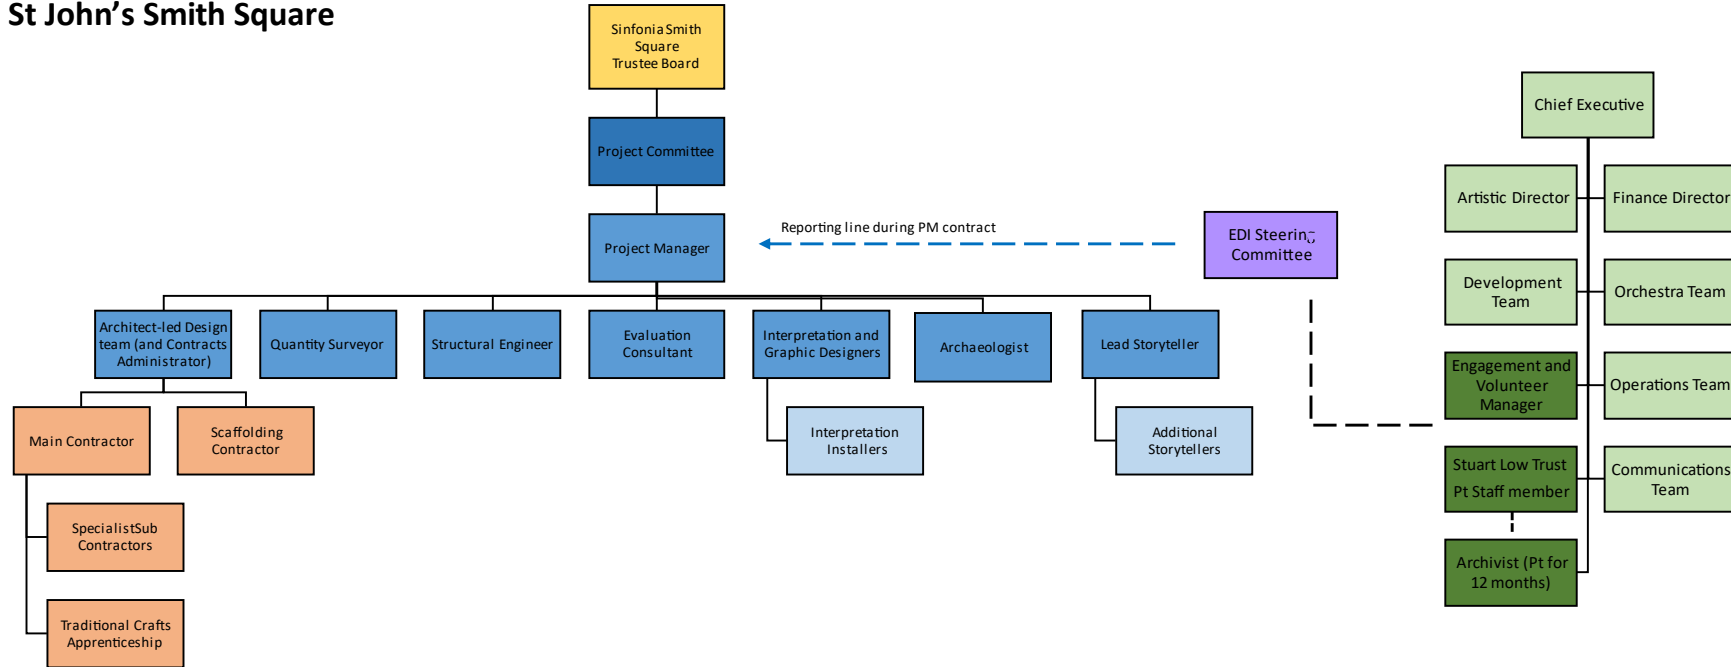 St John’s Smith Square
Sinfonia Smith
Square
Trustee Board
Project Committee
Project Manager
Reporting line during PM contract
EDI Steering
Committee
Chief Executive
Artistic Director
Finance Director
Development
Team
Orchestra Team
Engagement and
Volunteer
Manager
Operations Team
Stuart Low Trust
Pt Staff member
Communications
Team
Archivist (Pt for
12 months)
Architect-led Design
team (and Contracts
Administrator)
Quantity Surveyor
Structural Engineer
Evaluation
Consultant
Interpretation and
Graphic Designers
Archaeologist
Lead Storyteller
Main Contractor
Scaffolding
Contractor
Interpretation
Installers
Additional
Storytellers
SpecialistSub
Contractors
Traditional Crafts
Apprenticeship